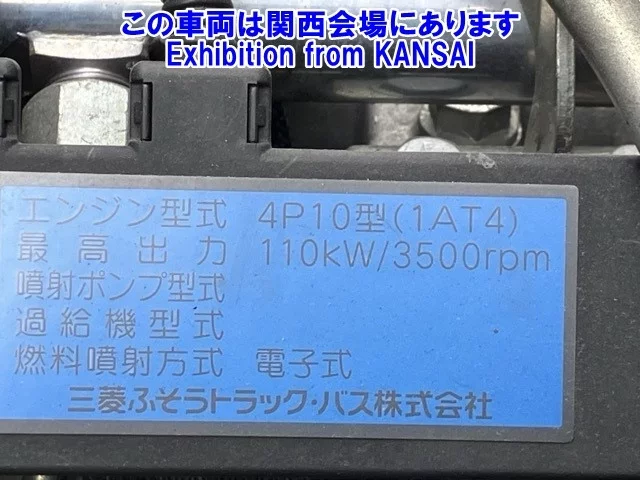 この車両は関西会場にあります
Exhibition from KANSAI
エンジン型式 4P10型(1AT4)
最高出力 110kW/3500rpm
噴射ポンプ型式
過給機型式
燃料噴射方式 電子式
三菱ふそうトラック・バス株式会社